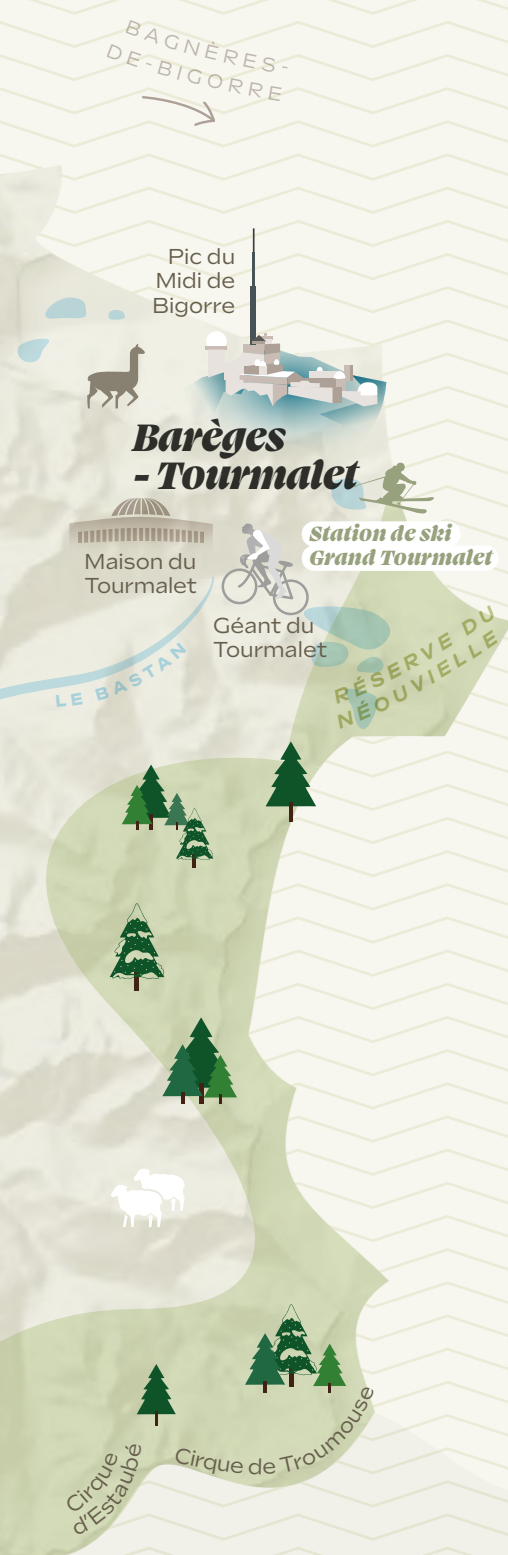 BAGNÈRES-
DE-BIGORRE
Pic du
Midi de
Bigorre
Barèges
- Tourmalet
Station de ski
Grand Tourmalet
Maison du
Tourmalet
Géant du
Tourmalet
LE BASTAN
RÉSERVE DU
NÉOUVIELLE
Cirque de Troumouse
Cirque
d'Estaubé